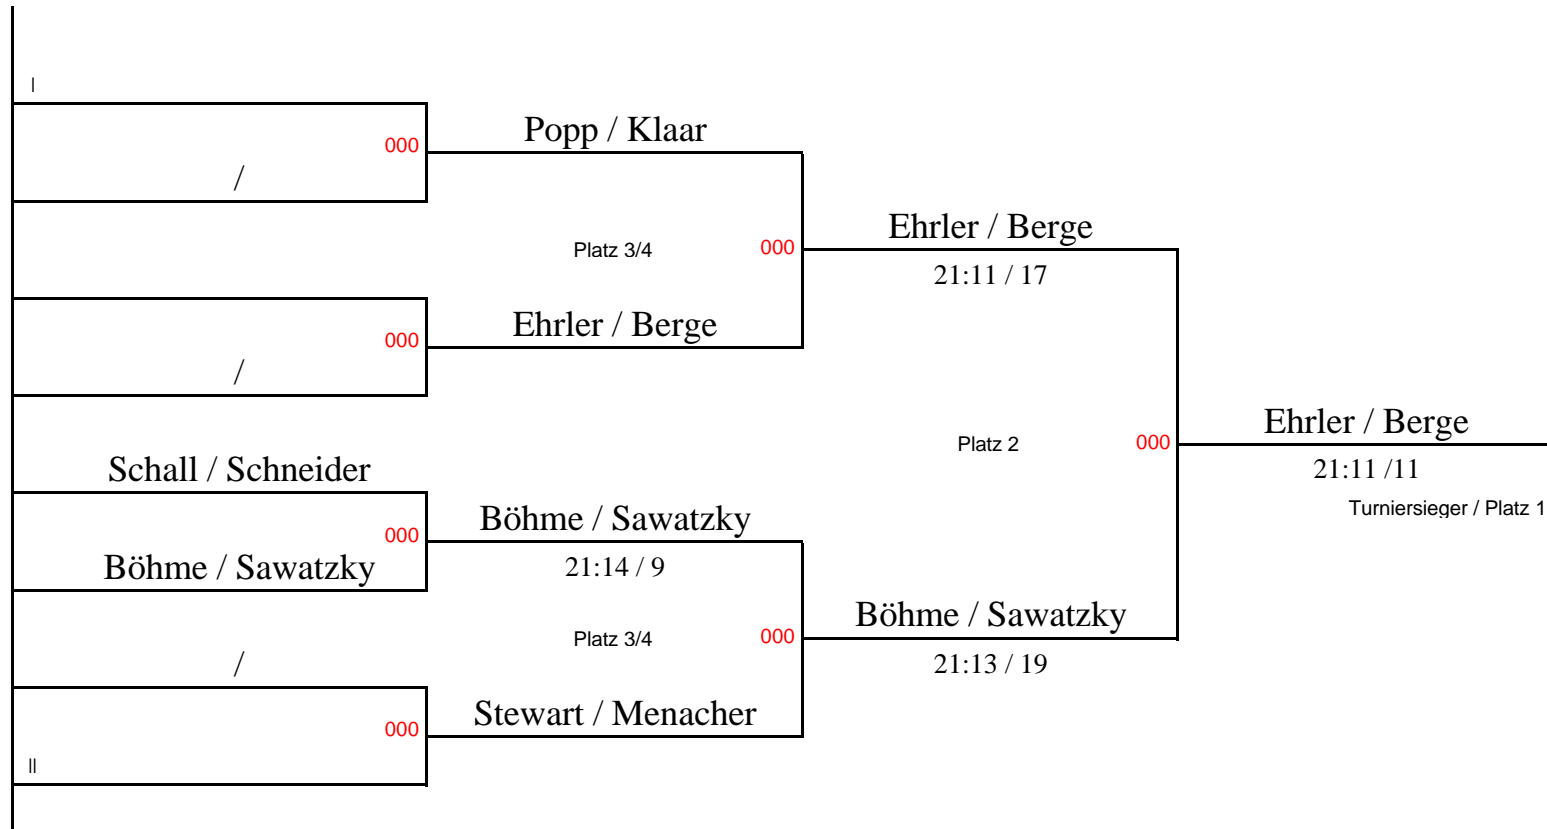 I
000
Popp / Klaar
/
Platz 3/4
000
Ehrler / Berge
21:11 / 17
000
Ehrler / Berge
/
Platz 2
000
Ehrler / Berge
21:11 /11
Turniersieger / Platz 1
Schall / Schneider
000
Böhme / Sawatzky
21:14 / 9
Böhme / Sawatzky
Platz 3/4
000
Böhme / Sawatzky
21:13 / 19
/
000
Stewart / Menacher
II